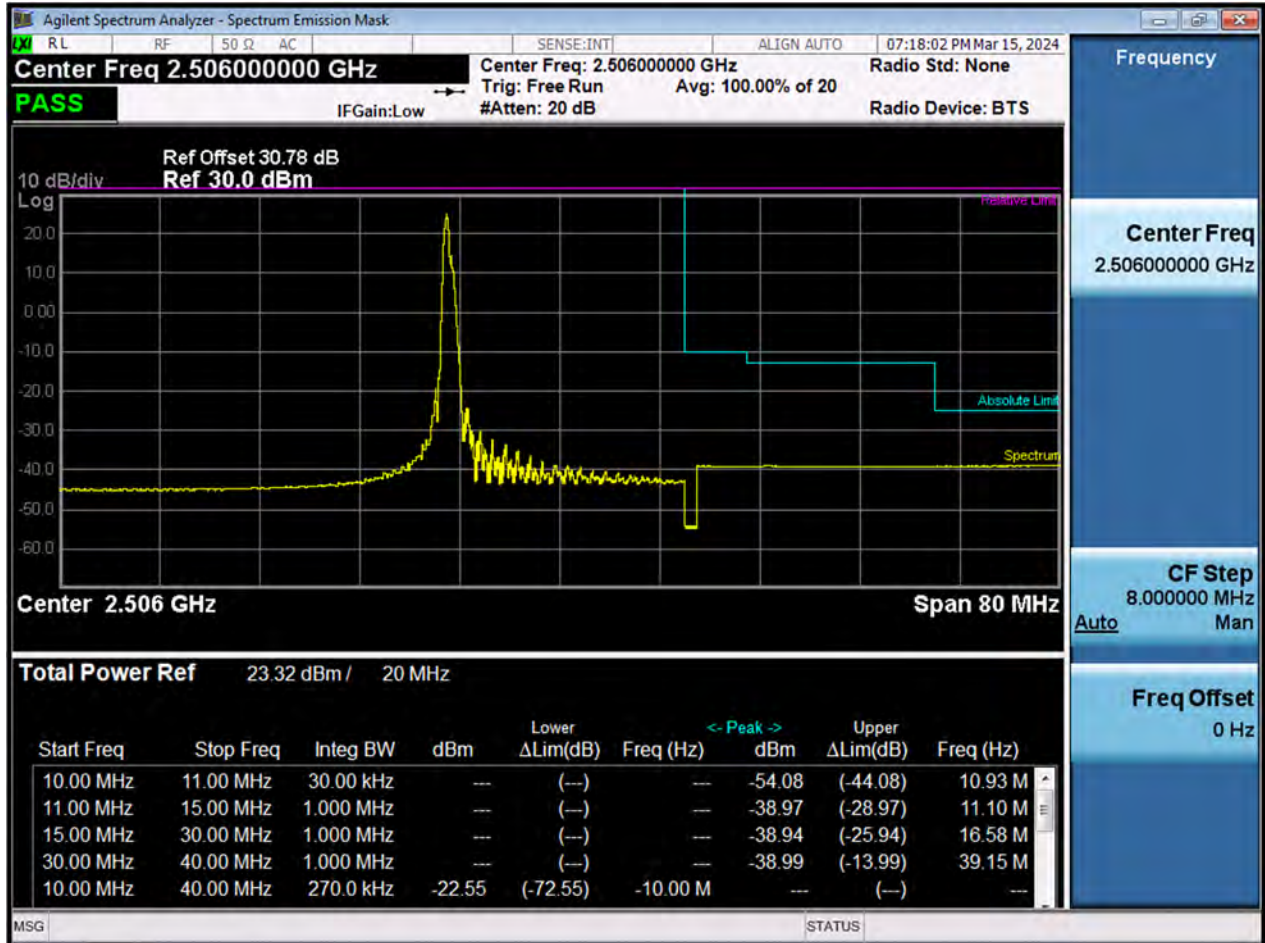 Agilent Spectrum Analyzer - Spectrum Emission Mask
LXI RL RF 50 Ω AC SENSE:INT ALIGN AUTO 07:18:02 PM Mar 15, 2024
Center Freq 2.506000000 GHz Center Freq: 2.506000000 GHz Radio Std: None
Trig: Free Run Avg: 100.00% of 20
PASS IFGain:Low #Atten: 20 dB Radio Device: BTS
Ref Offset 30.78 dB
10 dB/div Ref 30.0 dBm
Log
Relative Limit
20.0
10.0
0.00
-10.0
-20.0
Absolute Limit
-30.0
Spectrum
-40.0
-50.0
-60.0
Center 2.506 GHz Span 80 MHz
Total Power Ref 23.32 dBm / 20 MHz
Lower <- Peak -> Upper
Start Freq Stop Freq Integ BW dBm ΔLim(dB) Freq (Hz) dBm ΔLim(dB) Freq (Hz)
10.00 MHz 11.00 MHz 30.00 kHz --- (---) --- -54.08 (-44.08) 10.93 M
11.00 MHz 15.00 MHz 1.000 MHz --- (---) --- -38.97 (-28.97) 11.10 M
15.00 MHz 30.00 MHz 1.000 MHz --- (---) --- -38.94 (-25.94) 16.58 M
30.00 MHz 40.00 MHz 1.000 MHz --- (---) --- -38.99 (-13.99) 39.15 M
10.00 MHz 40.00 MHz 270.0 kHz -22.55 (-72.55) -10.00 M --- (---) ---
MSG STATUS
Frequency
Center Freq
2.506000000 GHz
CF Step
8.000000 MHz
Auto Man
Freq Offset
0 Hz